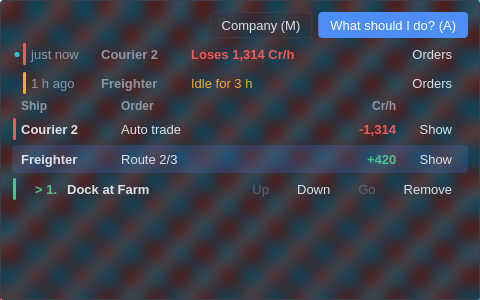 Company (M) What should I do? (A)
just now Courier 2 Loses 1,314 Cr/h Orders
1 h ago Freighter Idle for 3 h Orders
Ship Order Cr/h
Courier 2 Auto trade -1,314 Show
Freighter Route 2/3 +420 Show
> 1. Dock at Farm Up Down Go Remove